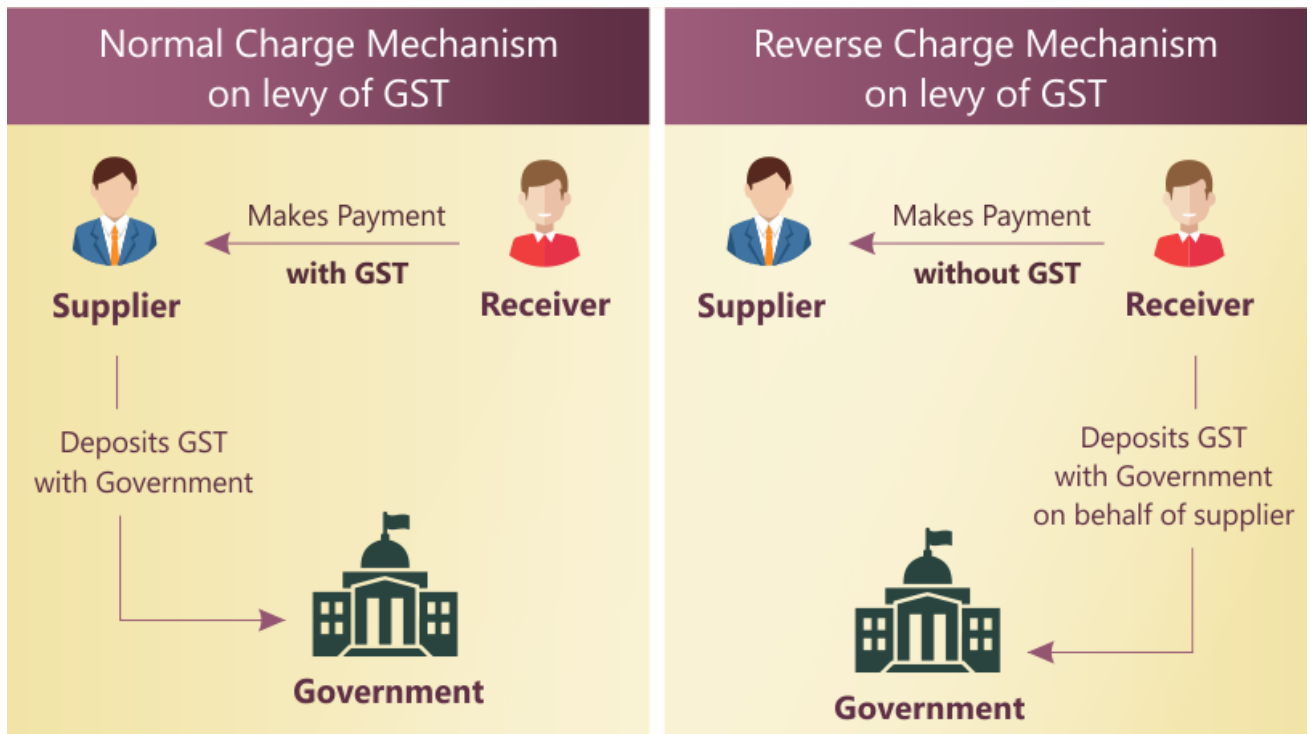 Normal Charge Mechanism
on levy of GST
Makes Payment
with GST
Supplier
Receiver
Deposits GST
with Government
Government
Reverse Charge Mechanism
on levy of GST
Makes Payment
without GST
Supplier
Receiver
Deposits GST
with Government
on behalf of supplier
Government